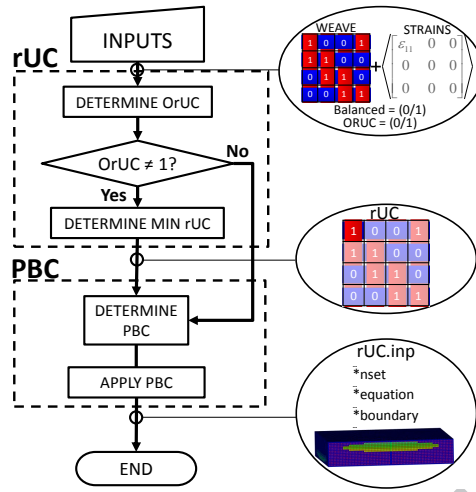 INPUTS
rUC
DETERMINE OrUC
OrUC ≠ 1?
No
Yes
DETERMINE MIN rUC
PBC
DETERMINE
PBC
APPLY PBC
END
WEAVE
STRAINS
1 0 0 1
1 1 0 0
0 1 1 0
0 0 1 1
+
ε11 0 0
0 0 0
0 0 0
Balanced = (0/1)
ORUC = (0/1)
rUC
1 0 0 1
1 1 0 0
0 1 1 0
0 0 1 1
rUC.inp
*nset
*equation
*boundary